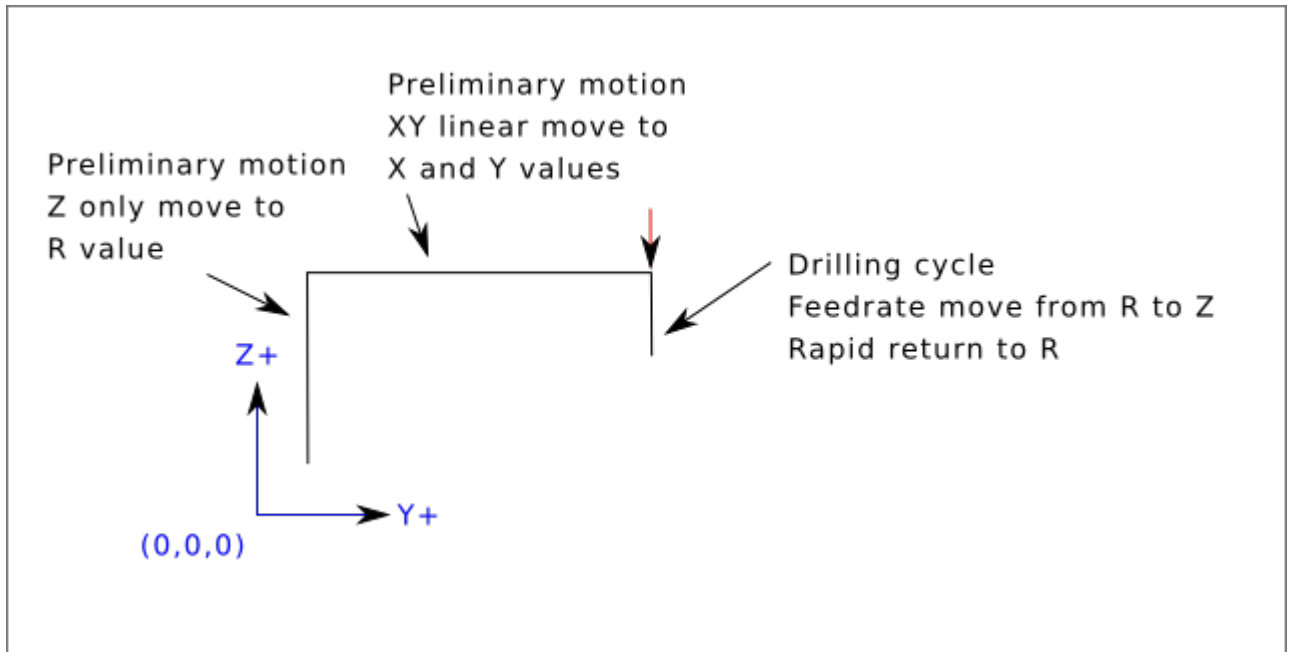 Preliminary motion
XY linear move to
X and Y values
Preliminary motion
Z only move to
R value
Drilling cycle
Feedrate move from R to Z
Rapid return to R
Z+
Y+
(0,0,0)